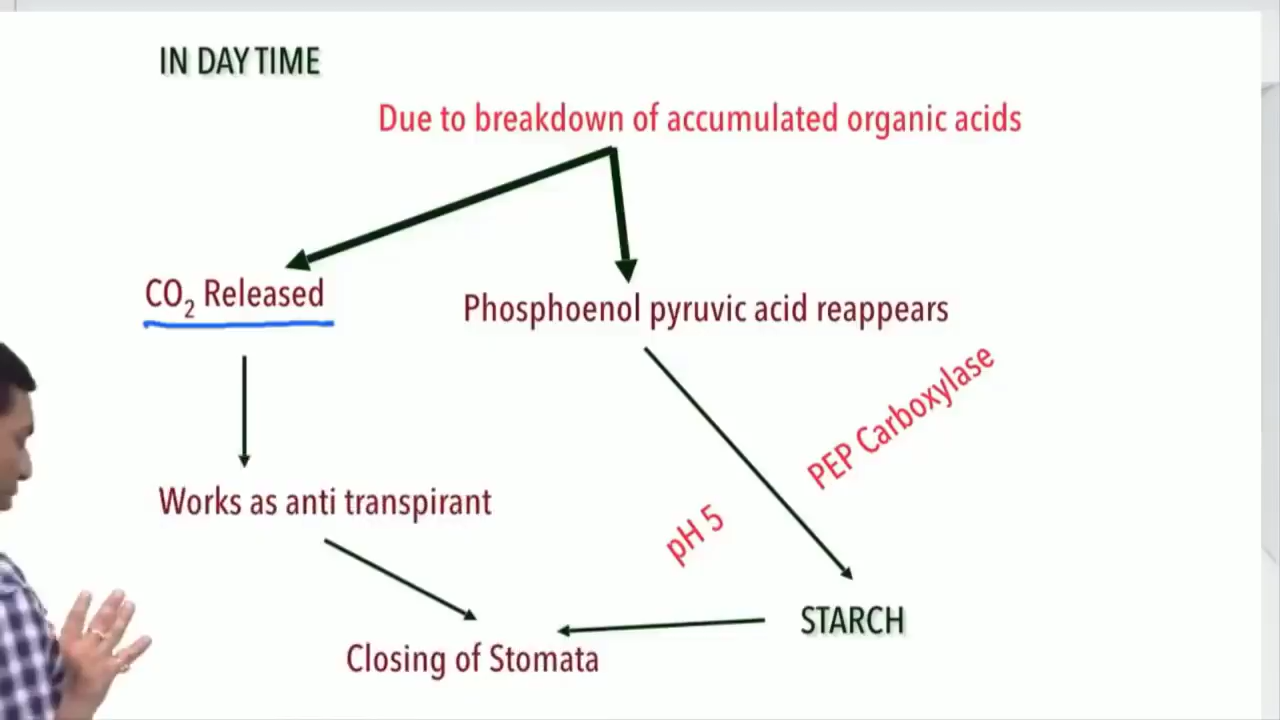 IN DAY TIME
Due to breakdown of accumulated organic acids
CO₂ Released
Phosphoenol pyruvic acid reappears
PEP Carboxylase
Works as anti transpirant
pH 5
STARCH
Closing of Stomata